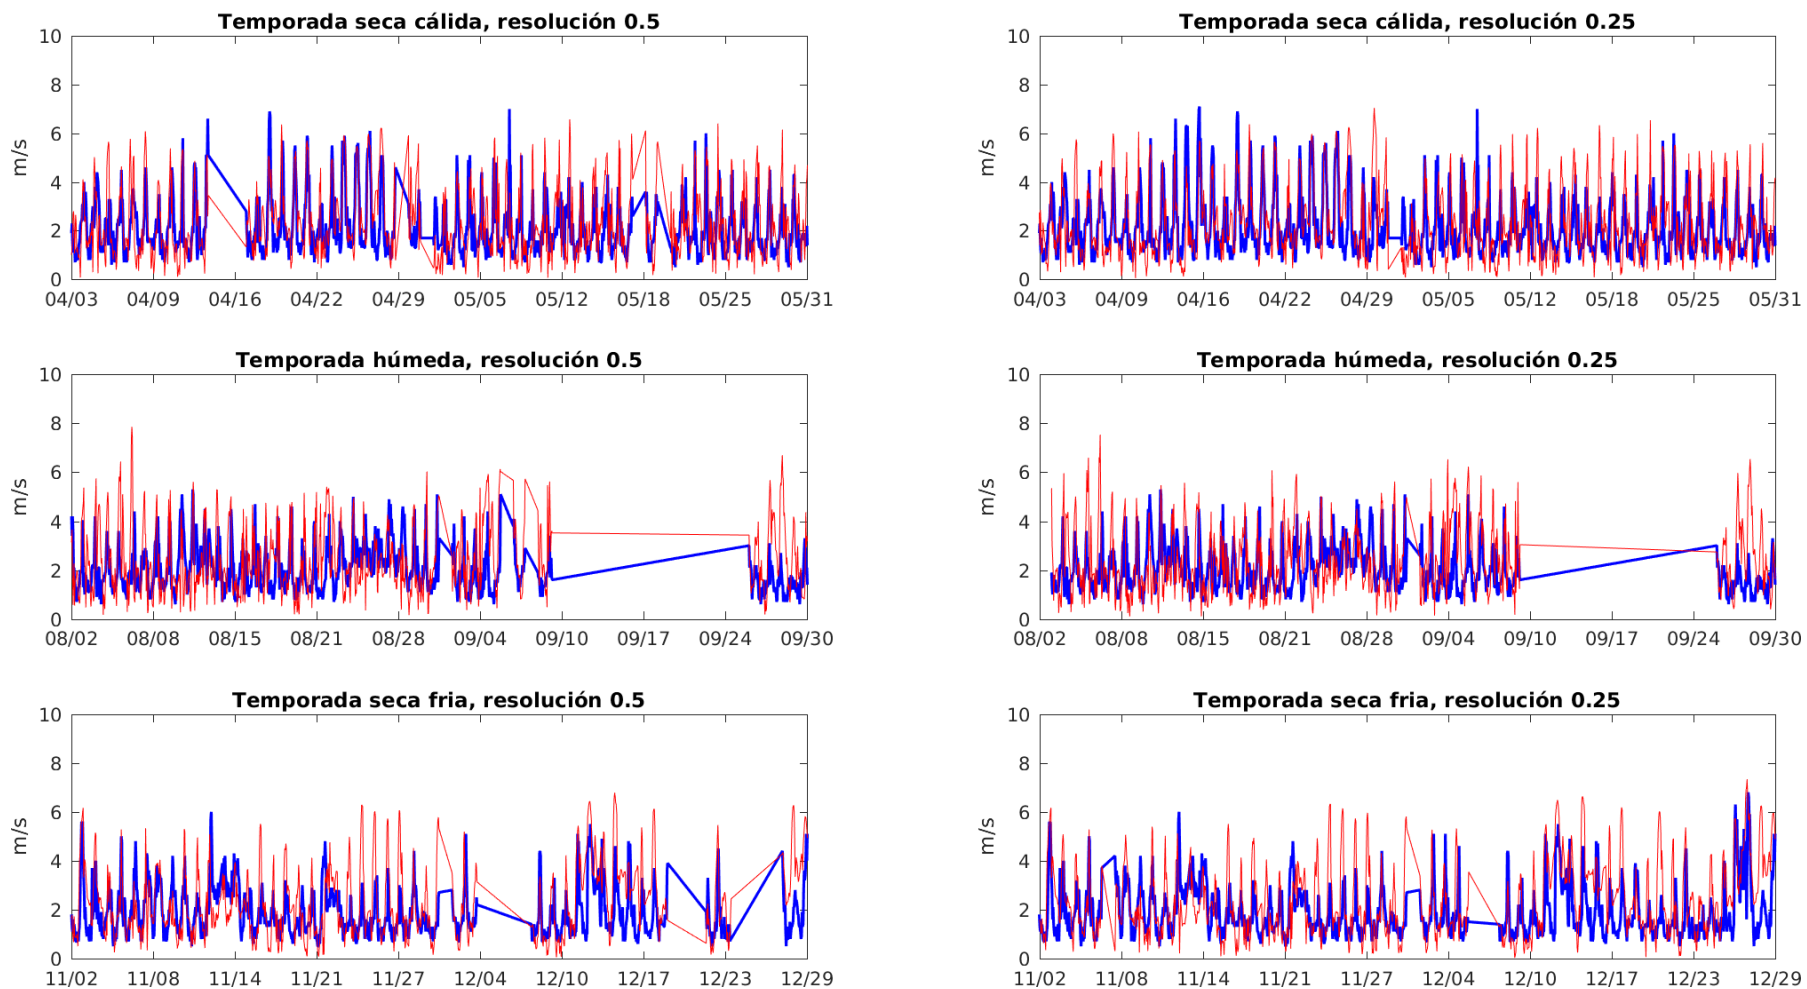 Temporada seca cálida, resolución 0.5
10
8
6
4
2
0
m/s
04/03 04/09 04/16 04/22 04/29 05/05 05/12 05/18 05/25 05/31
Temporada seca cálida, resolución 0.25
10
8
6
4
2
0
m/s
04/03 04/09 04/16 04/22 04/29 05/05 05/12 05/18 05/25 05/31
Temporada húmeda, resolución 0.5
10
8
6
4
2
0
m/s
08/02 08/08 08/15 08/21 08/28 09/04 09/10 09/17 09/24 09/30
Temporada húmeda, resolución 0.25
10
8
6
4
2
0
m/s
08/02 08/08 08/15 08/21 08/28 09/04 09/10 09/17 09/24 09/30
Temporada seca fria, resolución 0.5
10
8
6
4
2
0
m/s
11/02 11/08 11/14 11/21 11/27 12/04 12/10 12/17 12/23 12/29
Temporada seca fria, resolución 0.25
10
8
6
4
2
0
m/s
11/02 11/08 11/14 11/21 11/27 12/04 12/10 12/17 12/23 12/29